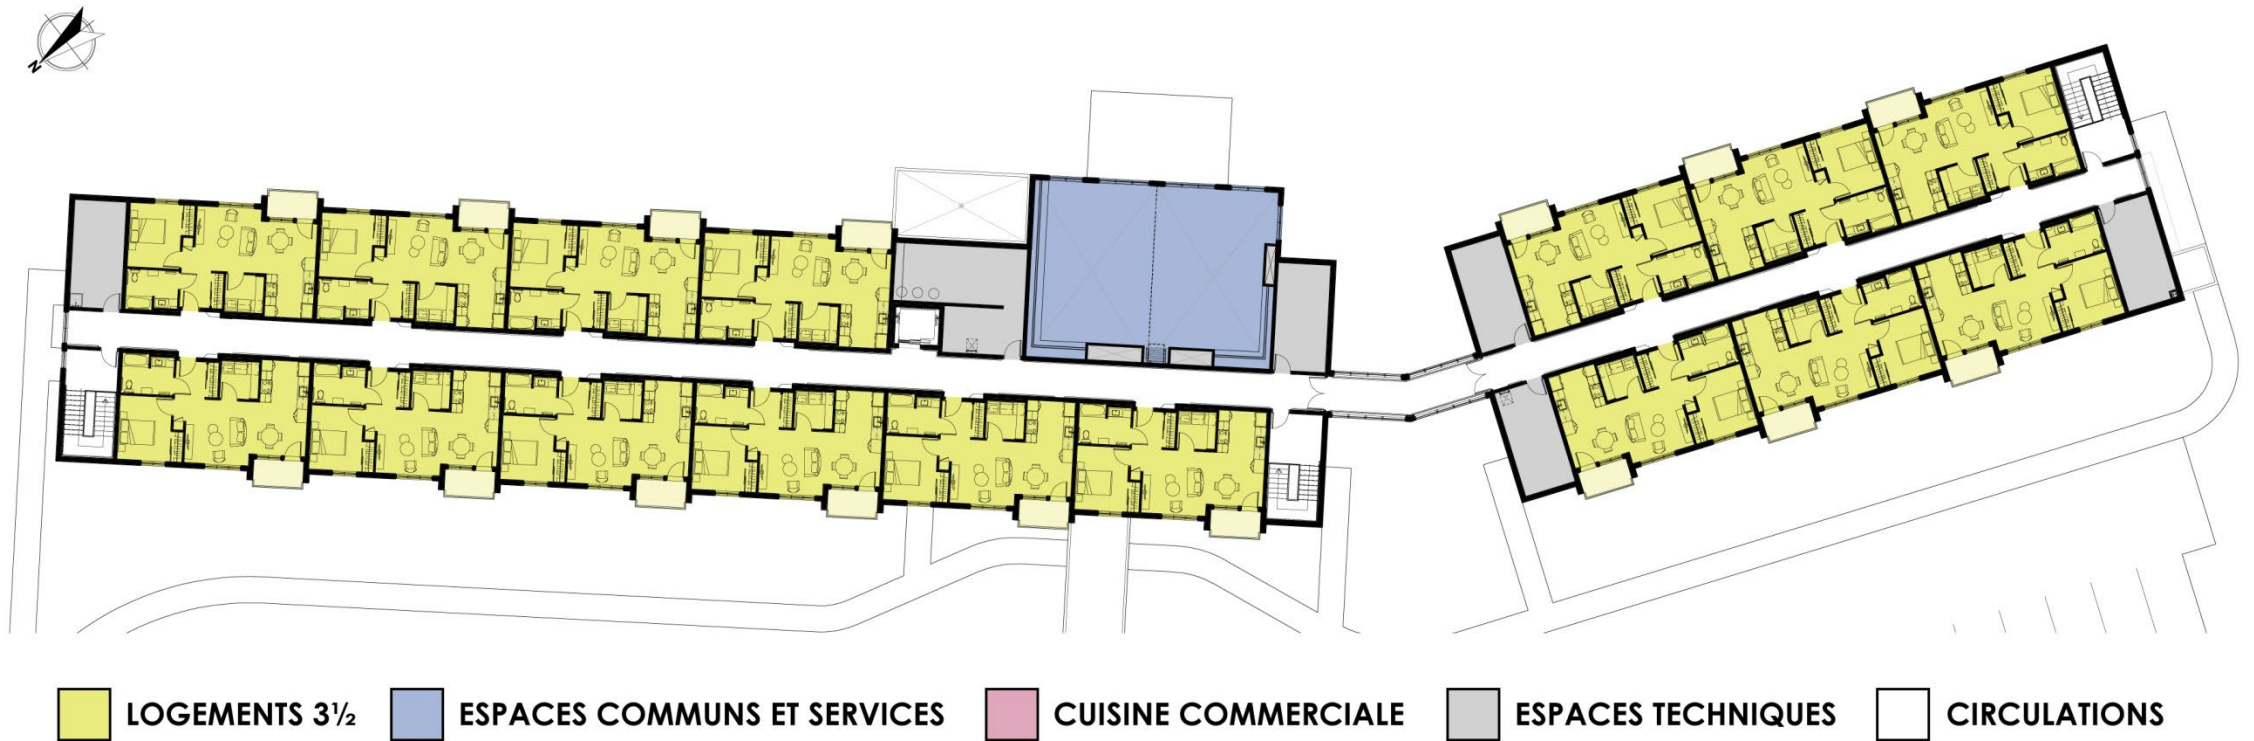 N
LOGEMENTS 3½
ESPACES COMMUNS ET SERVICES
CUISINE COMMERCIALE
ESPACES TECHNIQUES
CIRCULATIONS